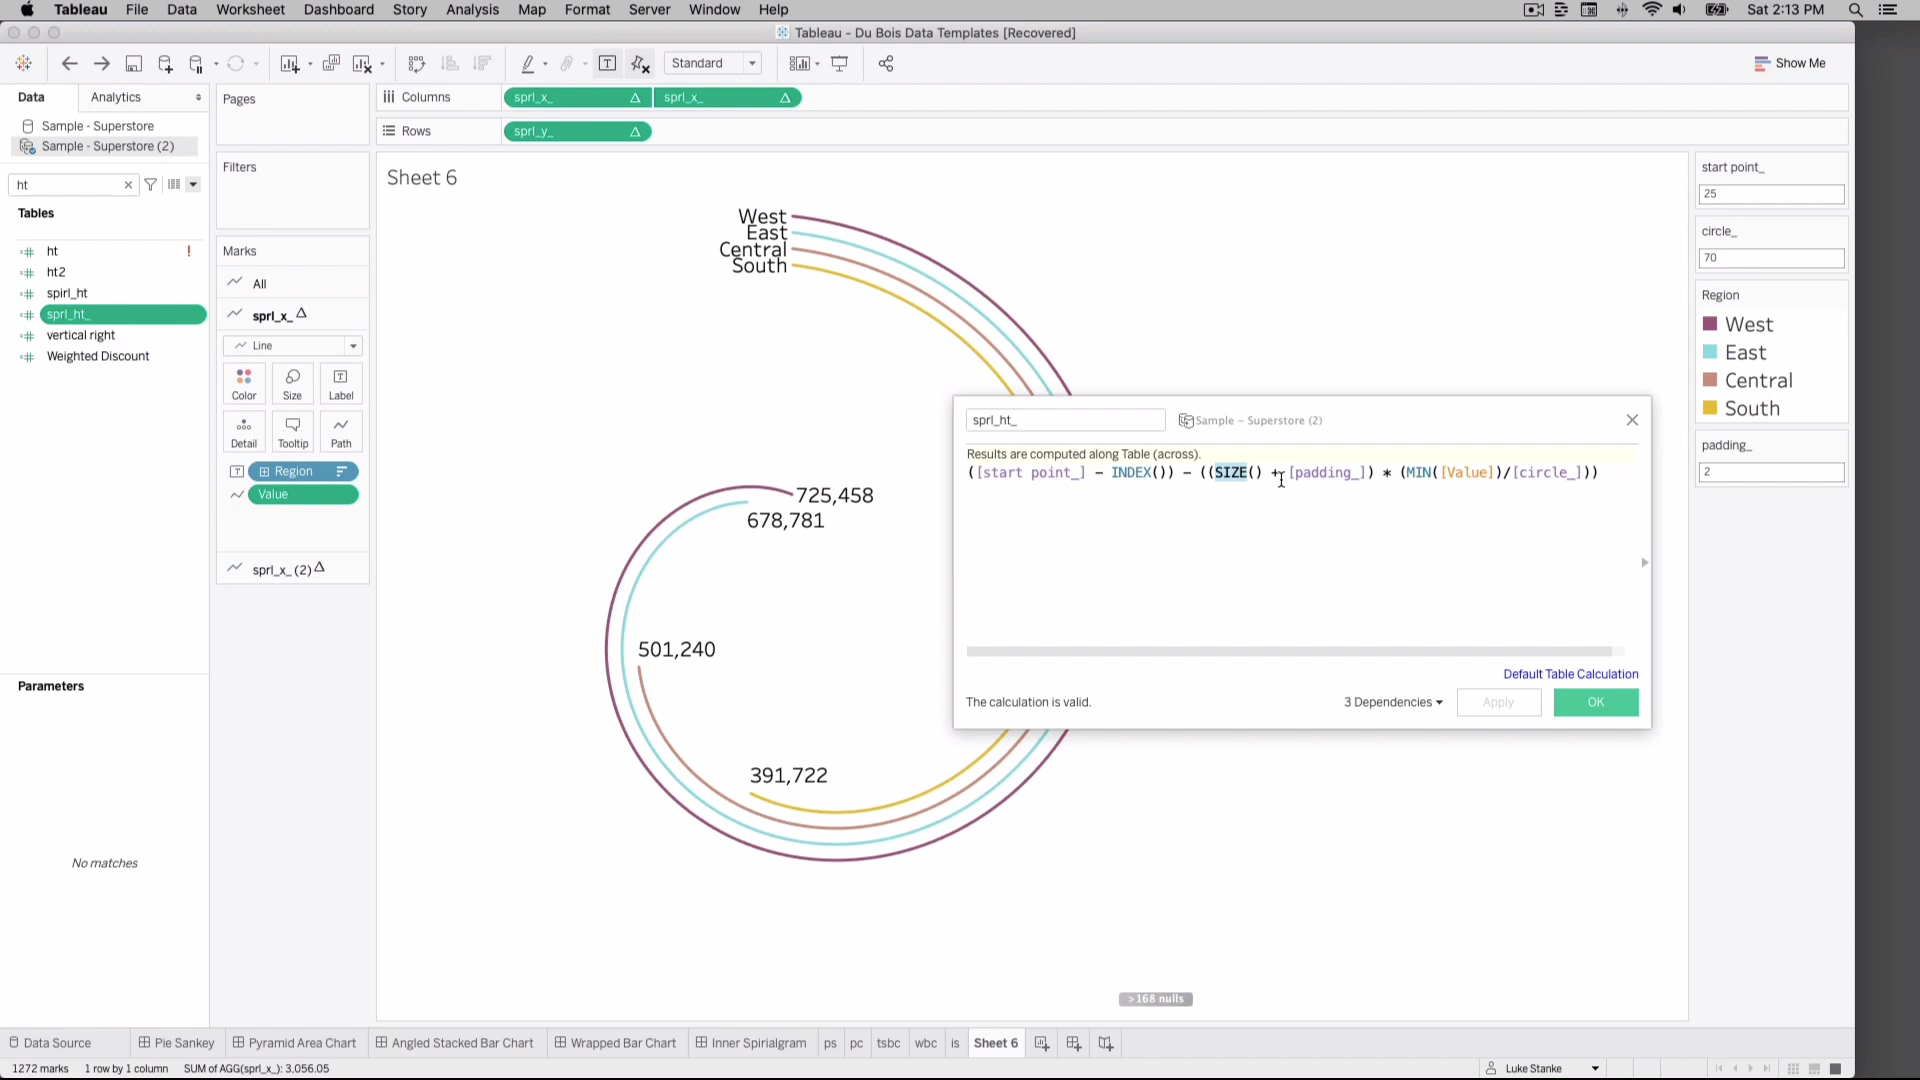 Tableau File Data Worksheet Dashboard Story Analysis Map Format Server Window Help Sat 2:13 PM
Tableau - Du Bois Data Templates [Recovered]
Standard Show Me
Data Analytics
Pages
Columns sprl_x_ sprl_x_
Sample - Superstore
Sample - Superstore (2)
Rows sprl_y_
Filters
Sheet 6
start point_
25
ht
Tables
circle_
70
ht !
ht2
spirl_ht
sprl_ht_
vertical right
Weighted Discount
Marks
All
sprl_x_
Line
Color Size Label
Detail Tooltip Path
Region
Value
sprl_x_ (2)
West
East
Central
South
725,458
678,781
501,240
391,722
Region
West
East
Central
South
padding_
2
sprl_ht_ Sample - Superstore (2)
Results are computed along Table (across).
([start point_] - INDEX()) - ((SIZE() + [padding_]) * (MIN([Value])/[circle_]))
Default Table Calculation
The calculation is valid. 3 Dependencies Apply OK
Parameters
No matches
>168 nulls
Data Source Pie Sankey Pyramid Area Chart Angled Stacked Bar Chart Wrapped Bar Chart Inner Spirialgram ps pc tsbc wbc is Sheet 6
1272 marks 1 row by 1 column SUM of AGG(sprl_x_): 3,056.05 Luke Stanke